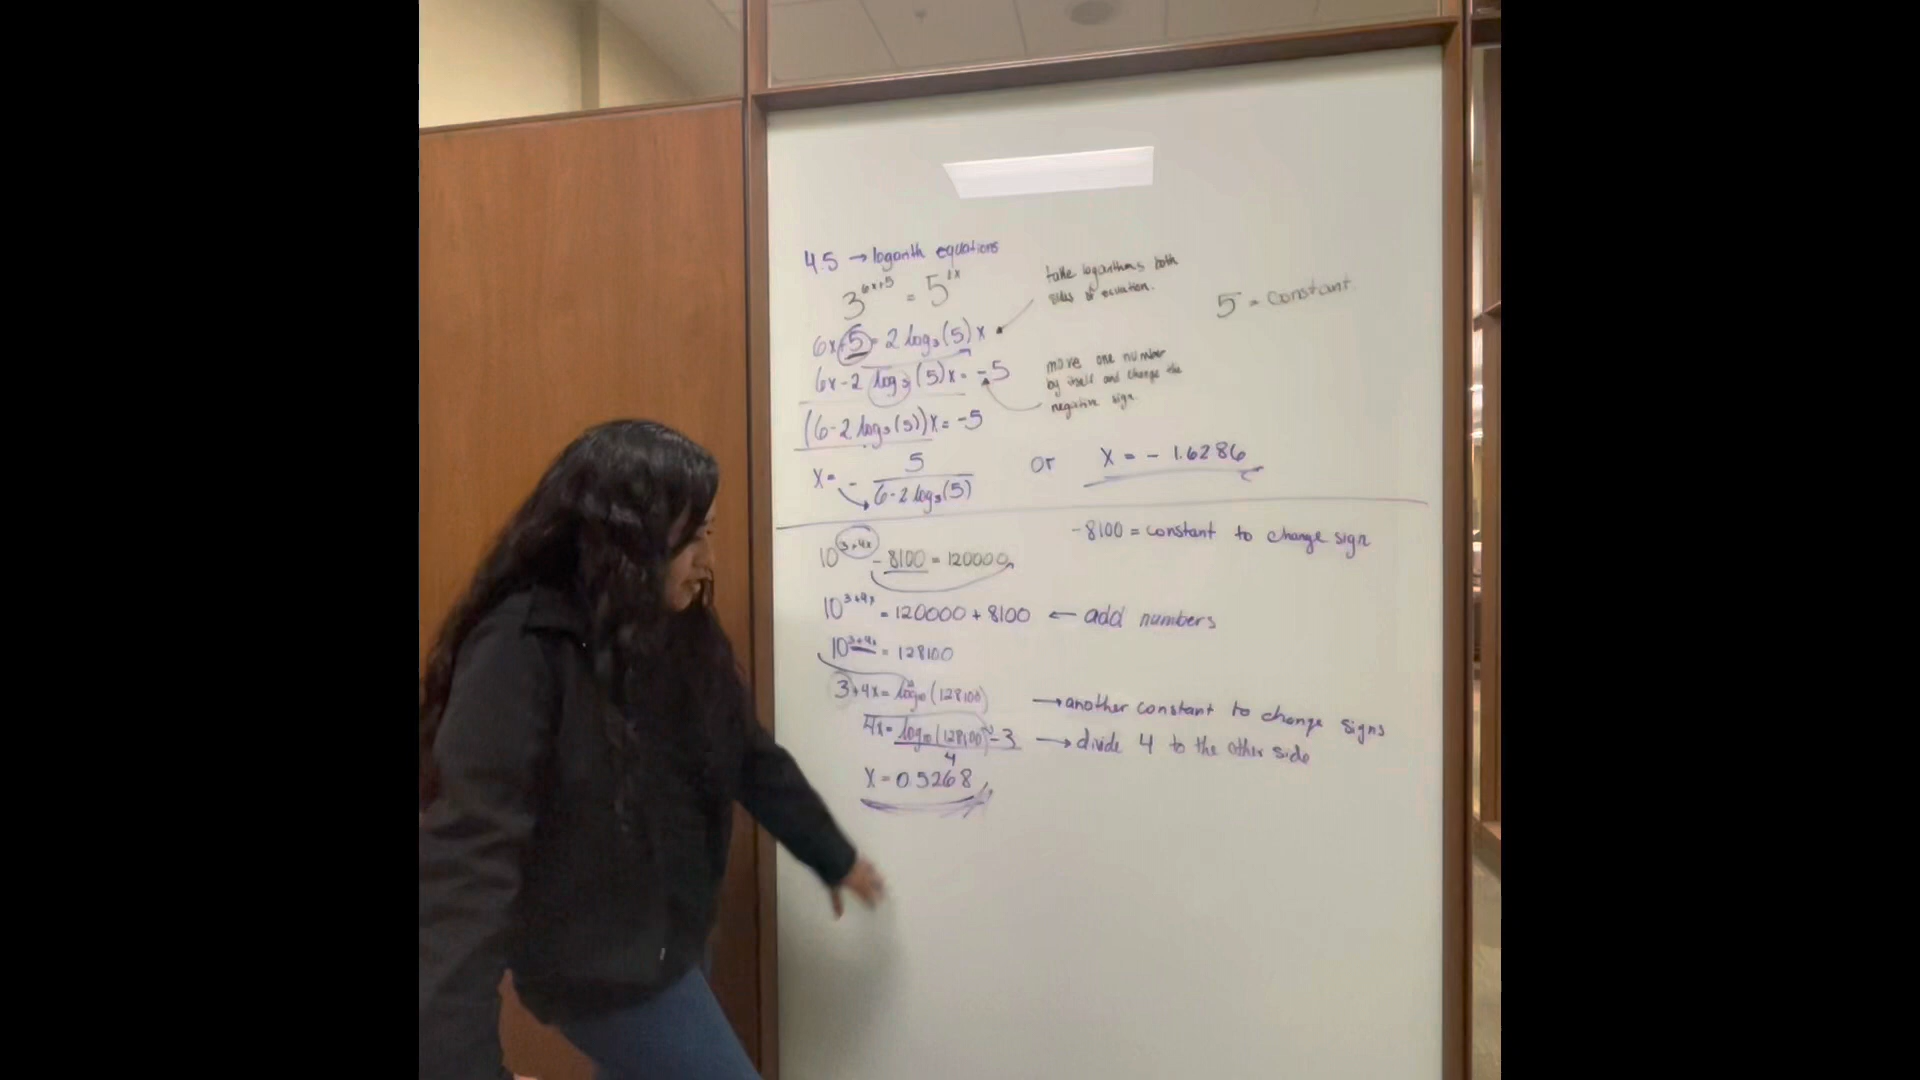 4.5 → logarith equations
3^{6x+5} = 5^{2x}
take logarithms both
sides of equation.
5 = constant
6x+5 = 2 log₃(5)x
6x-2 log₃(5)x = -5
move one number
by itself and change the
negative sign.
(6-2 log₃(5))x = -5
x = - 5/(6-2 log₃(5)) or x = -1.6286
-8100 = constant to change sign
10^{3+4x} - 8100 = 120000
10^{3+4x} = 120000 + 8100 ← add numbers
10^{3+4x} = 128100
3+4x = log₁₀(128100) → another constant to change signs
4x = log₁₀(128100) - 3 → divide 4 to the other side
4
x = 0.5268